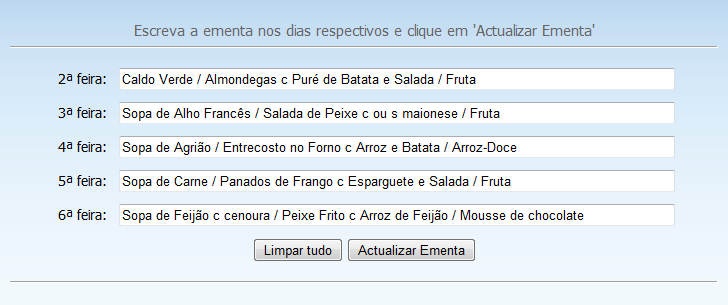 Escreva a ementa nos dias respectivos e clique em 'Actualizar Ementa'
2ª feira: Caldo Verde / Almondegas c Puré de Batata e Salada / Fruta
3ª feira: Sopa de Alho Francês / Salada de Peixe c ou s maionese / Fruta
4ª feira: Sopa de Agrião / Entrecosto no Forno c Arroz e Batata / Arroz-Doce
5ª feira: Sopa de Carne / Panados de Frango c Esparguete e Salada / Fruta
6ª feira: Sopa de Feijão c cenoura / Peixe Frito c Arroz de Feijão / Mousse de chocolate
Limpar tudo Actualizar Ementa